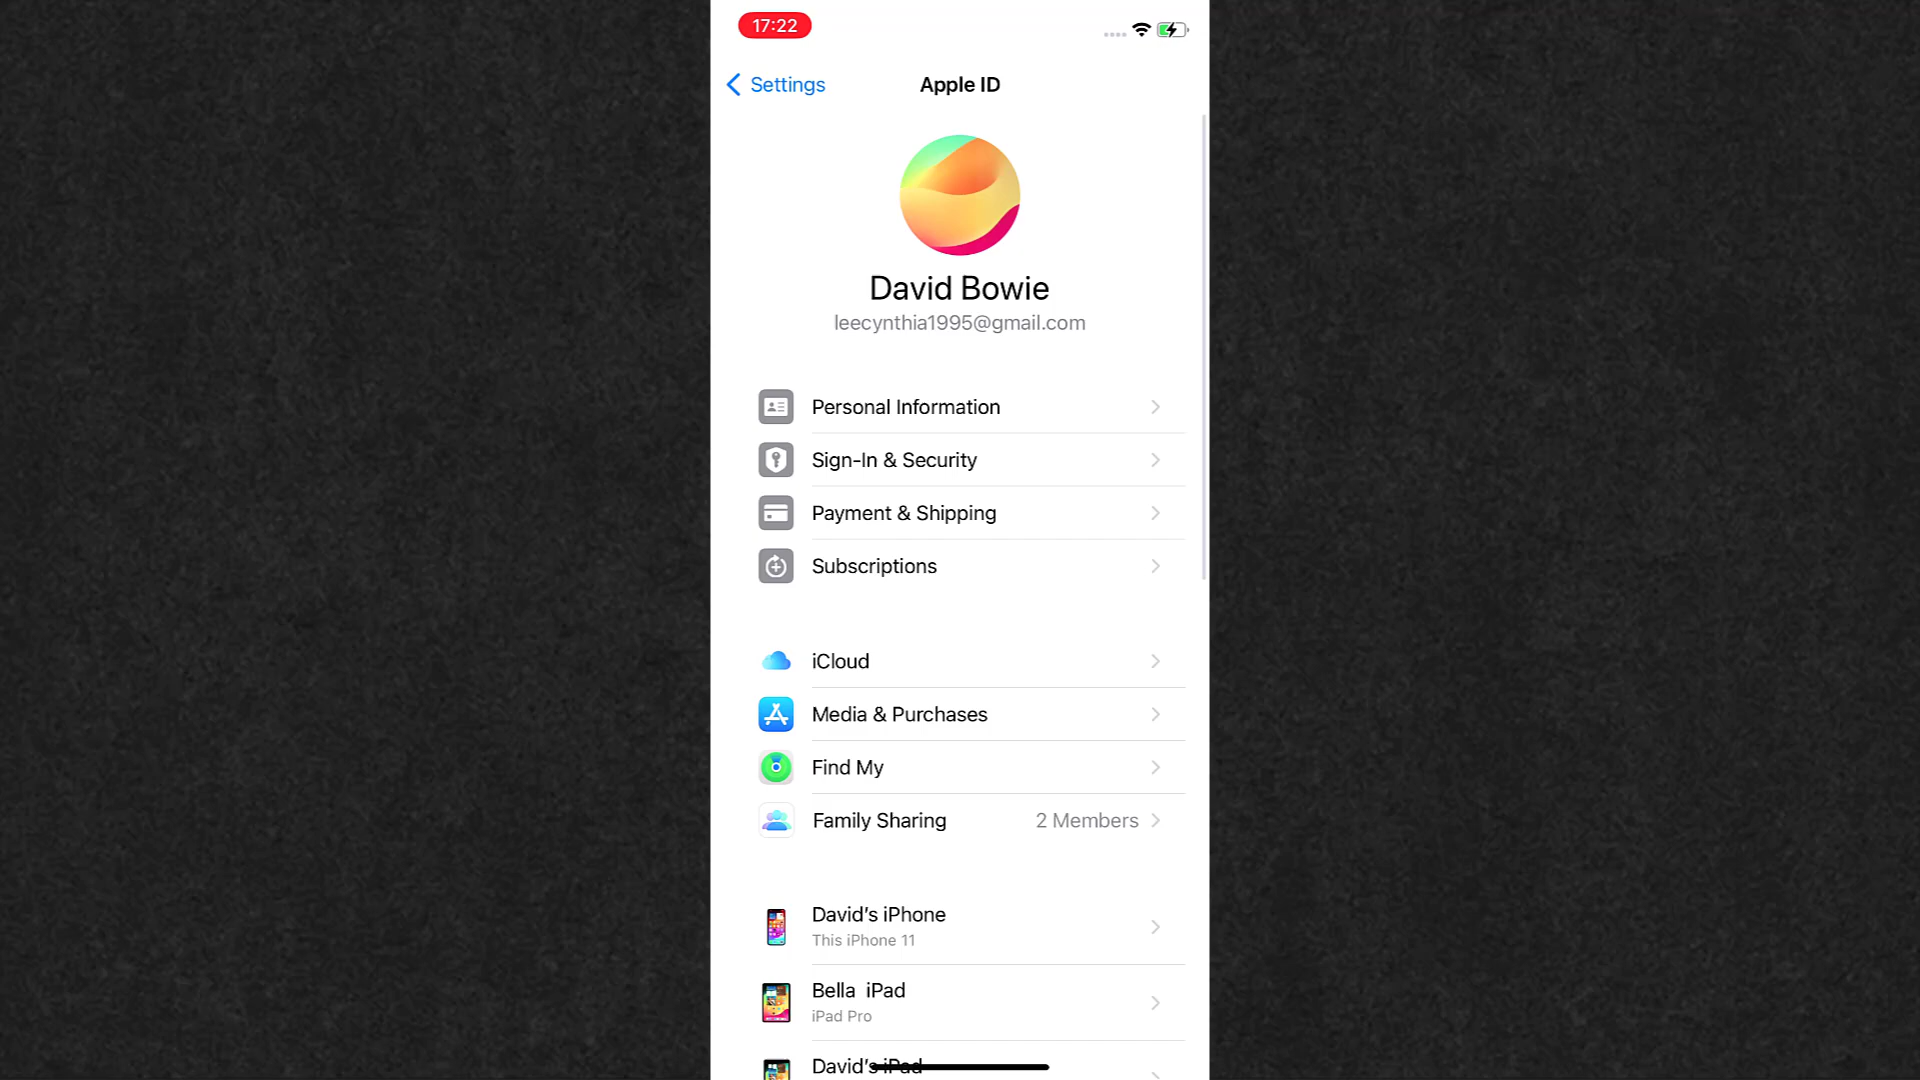 17:22
Settings
Apple ID
David Bowie
leecynthia1995@gmail.com
Personal Information
Sign-In & Security
Payment & Shipping
Subscriptions
iCloud
Media & Purchases
Find My
Family Sharing 2 Members
David's iPhone
This iPhone 11
Bella  iPad
iPad Pro
David's iPad